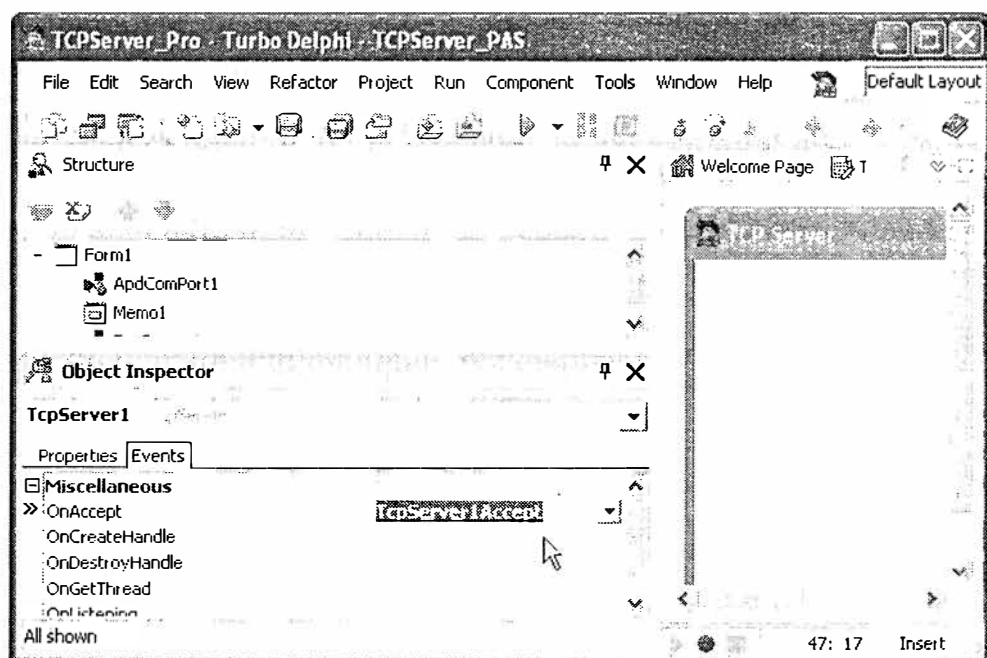 TCPServer_Pro - Turbo Delphi - TCPServer_PAS
File Edit Search View Refactor Project Run Component Tools Window Help Default Layout
Structure
Welcome Page T
TCP Server
Form1
ApdComPort1
Memo1
Object Inspector
TcpServer1
Properties Events
Miscellaneous
OnAccept TcpServer1Accept
OnCreateHandle
OnDestroyHandle
OnGetThread
OnListening
All shown
47: 17 Insert